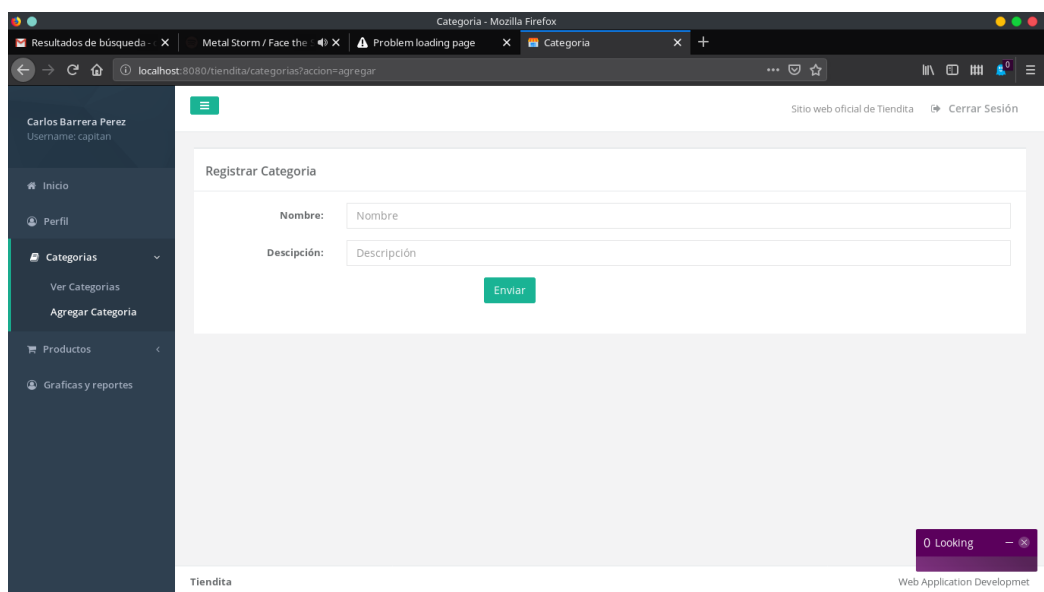 Categoria - Mozilla Firefox
Resultados de búsqueda -
Metal Storm / Face the S
Problem loading page
Categoria
localhost:8080/tiendita/categorias?accion=agregar
0
Carlos Barrera Perez
Username: capitan
Inicio
Perfil
Categorias
Ver Categorias
Agregar Categoria
Productos
Graficas y reportes
Sitio web oficial de Tiendita
Cerrar Sesión
Registrar Categoria
Nombre:
Nombre
Descipción:
Descripción
Enviar
0 Looking
Tiendita
Web Application Developmet